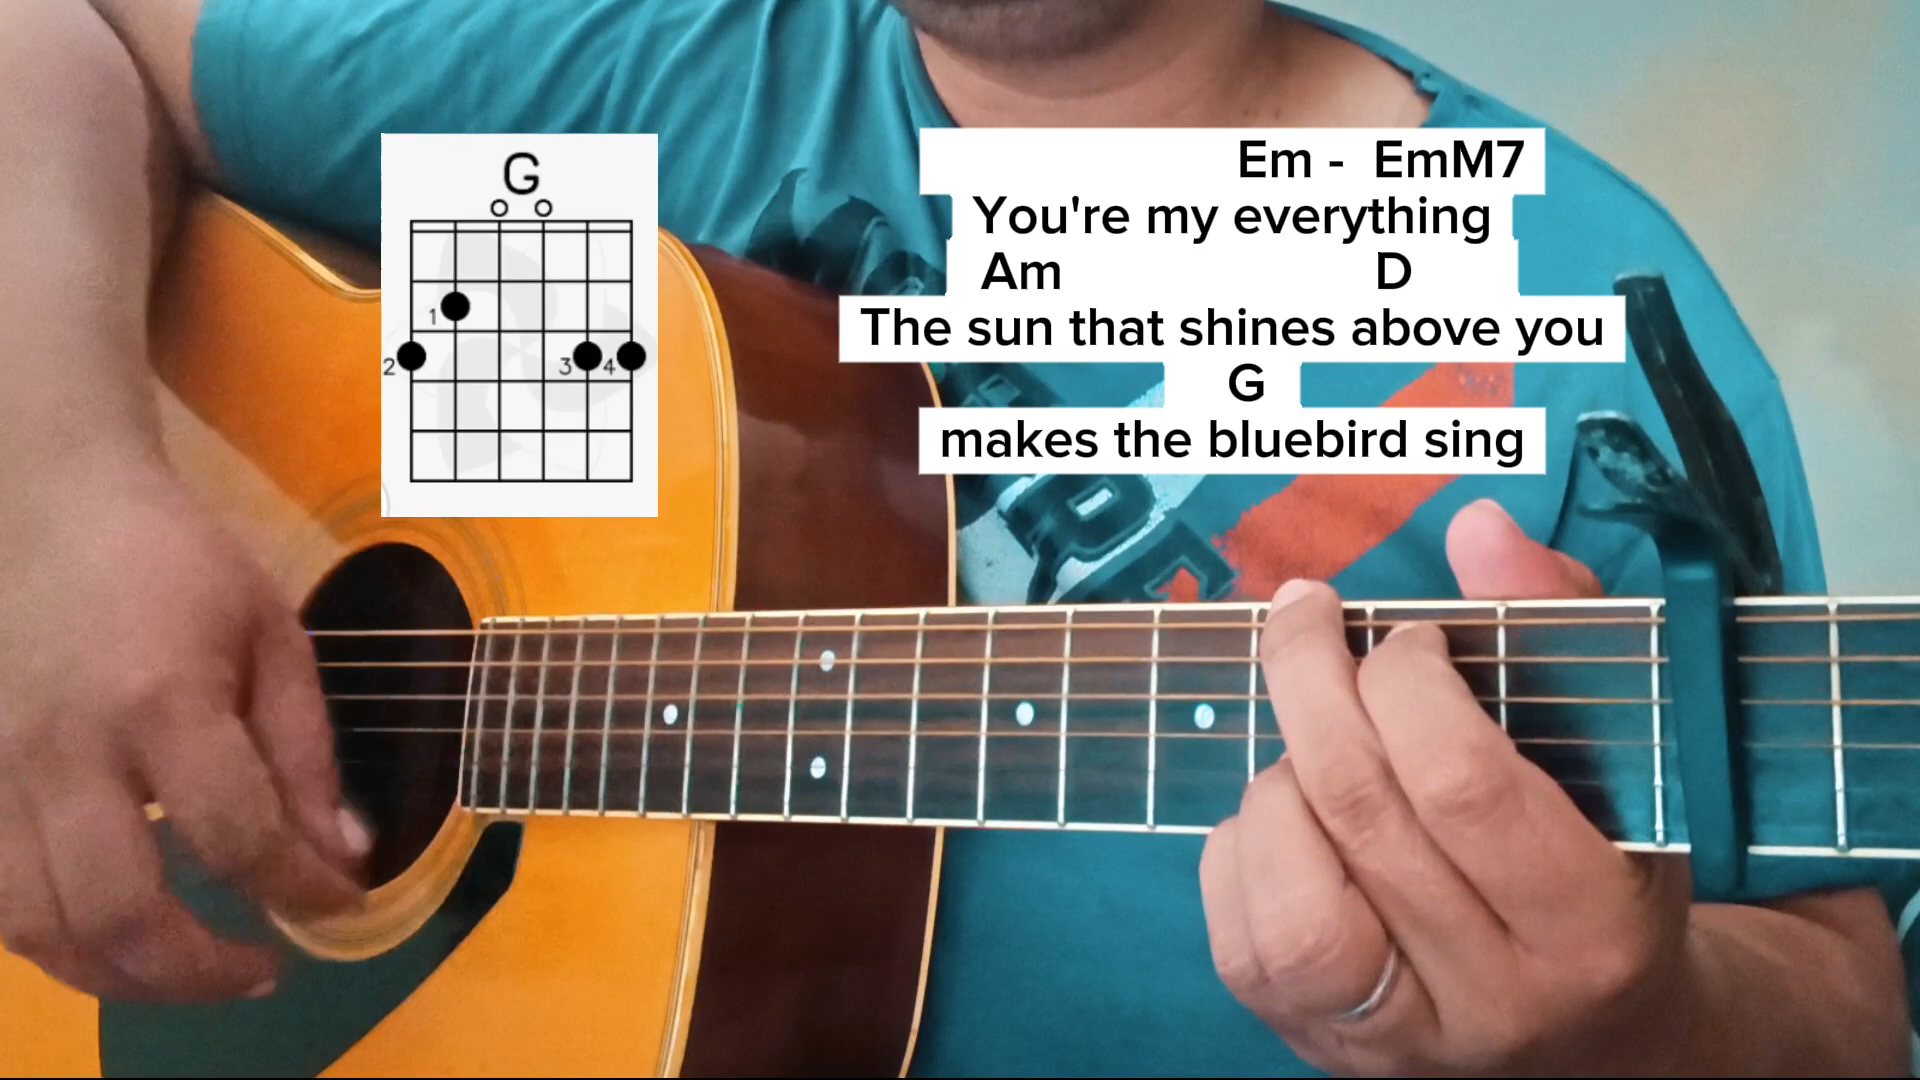 G
1
2
3 4
Em - EmM7
You're my everything
Am D
The sun that shines above you
G
makes the bluebird sing